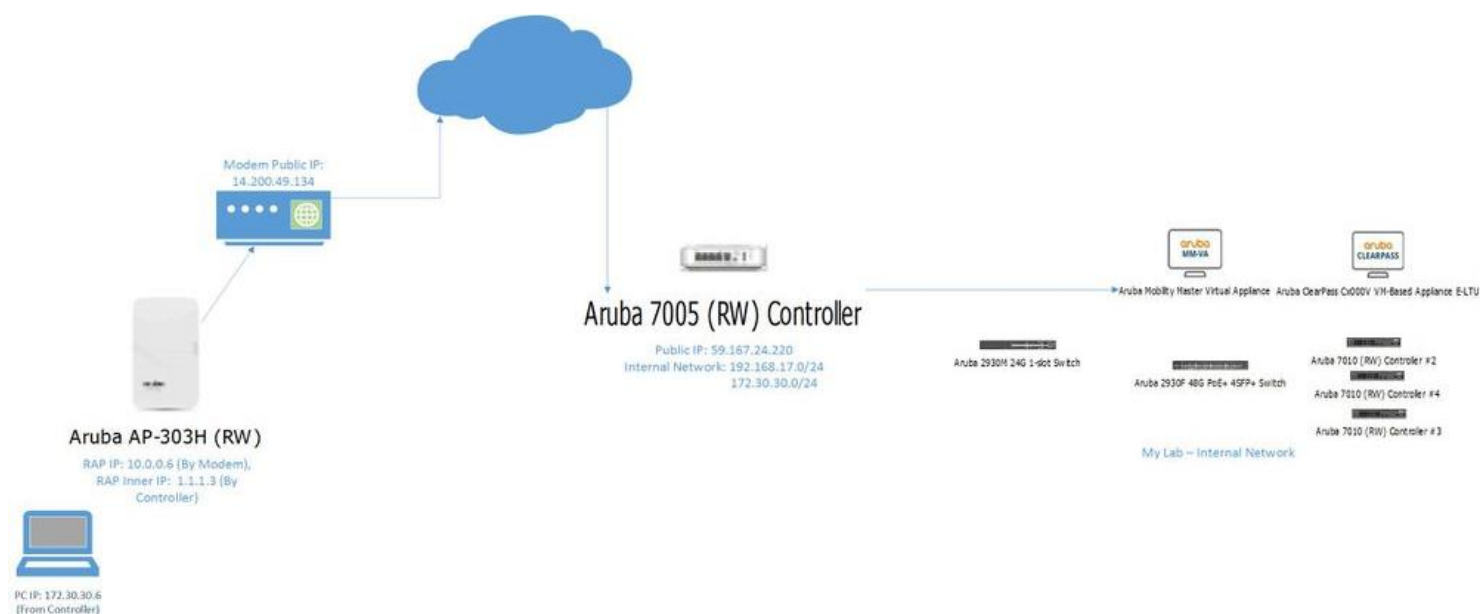 Modem Public IP:
14.200.49.134
aruba
MM-VA
aruba
CLEARPASS
Aruba Mobility Master Virtual Appliance
Aruba ClearPass Cx000V VM-Based Appliance E-LTU
Aruba 7005 (RW) Controller
Public IP: 59.167.24.220
Internal Network: 192.168.17.0/24
172.30.30.0/24
Aruba 2930M 24G 1-slot Switch
Aruba 2930F 48G PoE+ 4SFP+ Switch
Aruba 7010 (RW) Controller #2
Aruba 7010 (RW) Controller #4
Aruba 7010 (RW) Controller #3
My Lab – Internal Network
Aruba AP-303H (RW)
RAP IP: 10.0.0.6 (By Modem),
RAP Inner IP: 1.1.1.3 (By
Controller)
PC IP: 172.30.30.6
(From Controller)